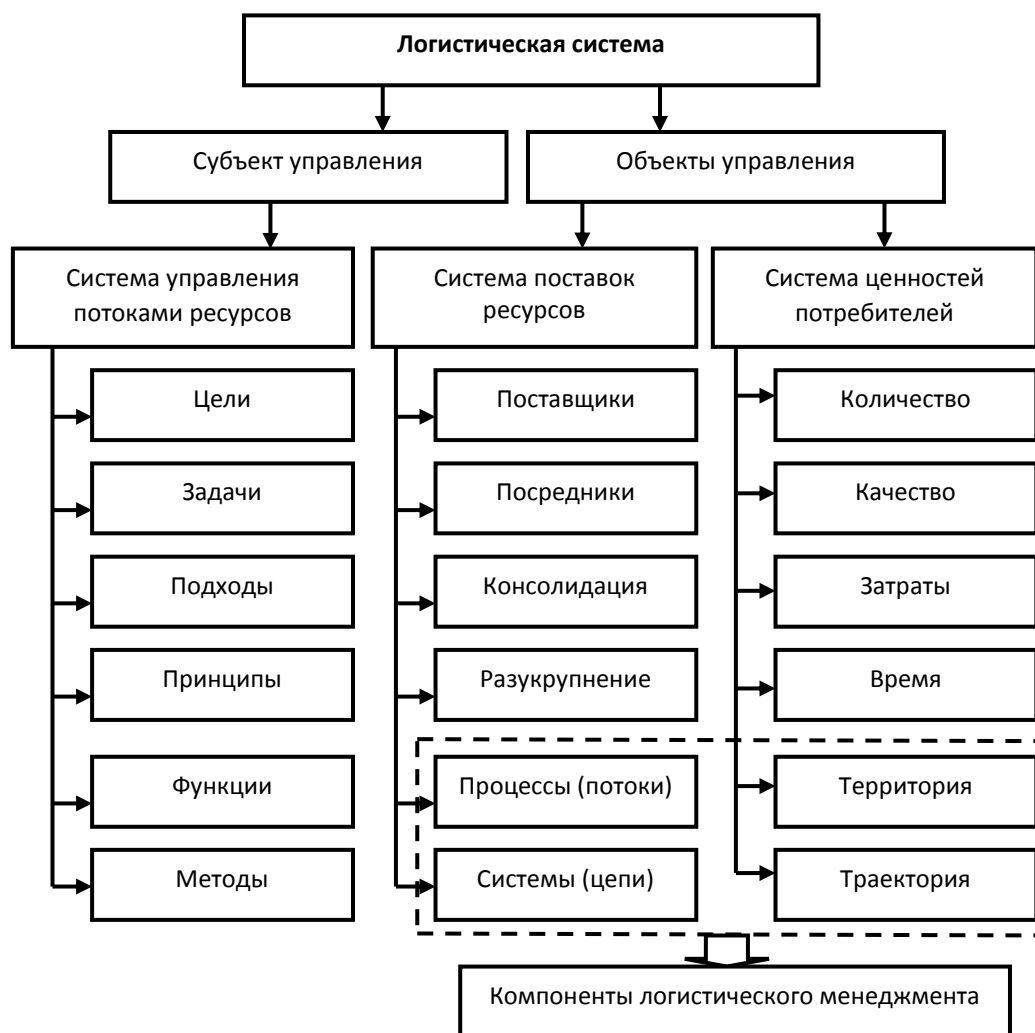 Логистическая система
Субъект управления
Объекты управления
Система управления
потоками ресурсов
Система поставок
ресурсов
Система ценностей
потребителей
Цели
Задачи
Подходы
Принципы
Функции
Методы
Поставщики
Посредники
Консолидация
Разукрупнение
Процессы (потоки)
Системы (цепи)
Количество
Качество
Затраты
Время
Территория
Траектория
Компоненты логистического менеджмента